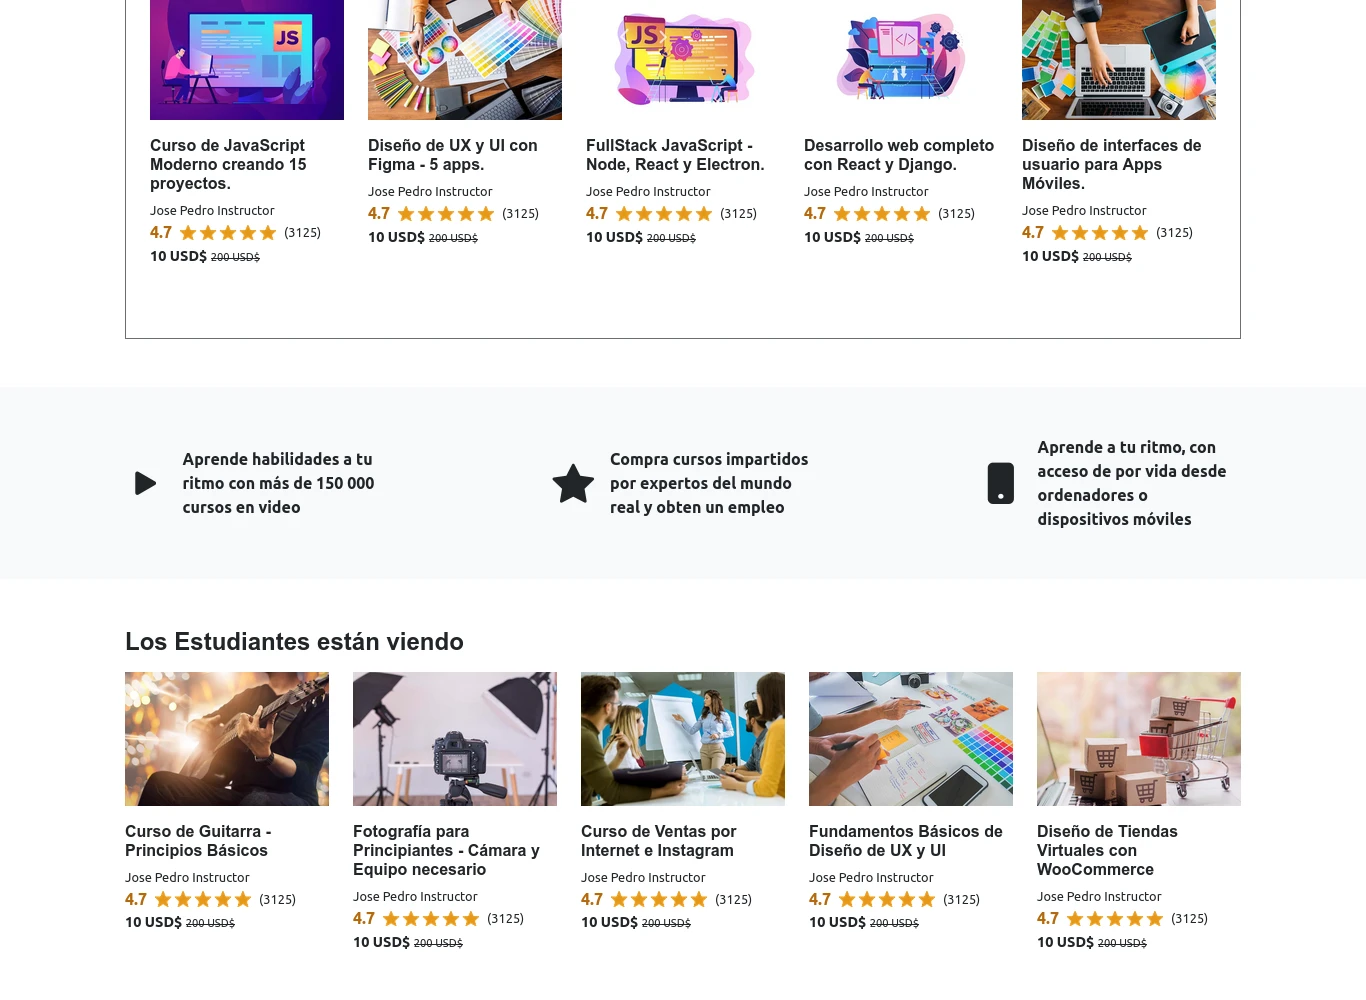 JS
JS
Curso de JavaScript
Moderno creando 15
proyectos.
Jose Pedro Instructor
4.7 (3125)
10 USD$ 200 USD$
Diseño de UX y UI con
Figma - 5 apps.
Jose Pedro Instructor
4.7 (3125)
10 USD$ 200 USD$
FullStack JavaScript -
Node, React y Electron.
Jose Pedro Instructor
4.7 (3125)
10 USD$ 200 USD$
Desarrollo web completo
con React y Django.
Jose Pedro Instructor
4.7 (3125)
10 USD$ 200 USD$
Diseño de interfaces de
usuario para Apps
Móviles.
Jose Pedro Instructor
4.7 (3125)
10 USD$ 200 USD$
Aprende habilidades a tu
ritmo con más de 150 000
cursos en video
Compra cursos impartidos
por expertos del mundo
real y obten un empleo
Aprende a tu ritmo, con
acceso de por vida desde
ordenadores o
dispositivos móviles
Los Estudiantes están viendo
Curso de Guitarra -
Principios Básicos
Jose Pedro Instructor
4.7 (3125)
10 USD$ 200 USD$
Fotografía para
Principiantes - Cámara y
Equipo necesario
Jose Pedro Instructor
4.7 (3125)
10 USD$ 200 USD$
Curso de Ventas por
Internet e Instagram
Jose Pedro Instructor
4.7 (3125)
10 USD$ 200 USD$
Fundamentos Básicos de
Diseño de UX y UI
Jose Pedro Instructor
4.7 (3125)
10 USD$ 200 USD$
Diseño de Tiendas
Virtuales con
WooCommerce
Jose Pedro Instructor
4.7 (3125)
10 USD$ 200 USD$